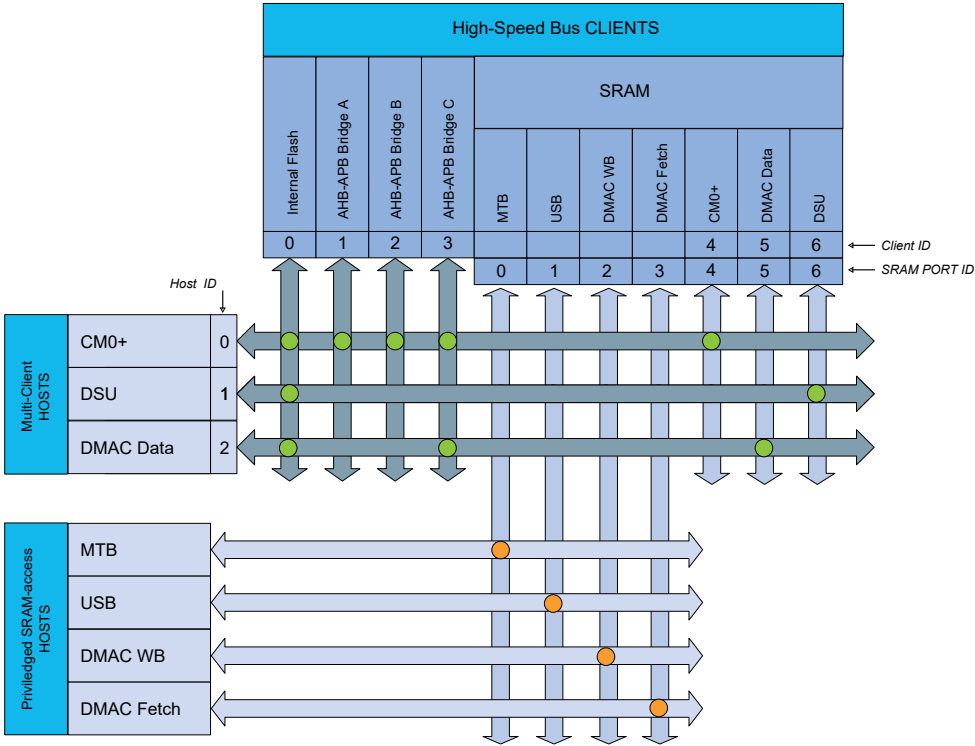 High-Speed Bus CLIENTS
SRAM
Internal Flash
AHB-APB Bridge A
AHB-APB Bridge B
AHB-APB Bridge C
MTB
USB
DMAC WB
DMAC Fetch
CM0+
DMAC Data
DSU
0 1 2 3 4 5 6 Client ID
0 1 2 3 4 5 6 SRAM PORT ID
Host ID
Multi-Client
HOSTS
CM0+ 0
DSU 1
DMAC Data 2
Priviledged SRAM-access
HOSTS
MTB
USB
DMAC WB
DMAC Fetch